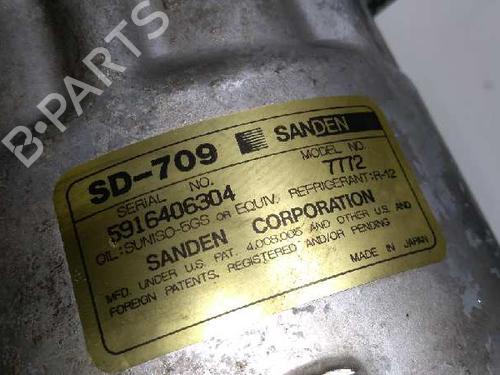 B-PARTS
SD-709 SANDEN
SERIAL NO. MODEL NO.
5916406304 7772
OIL:SUNISO-5GS OR EQUIV. REFRIGERANT:R-12
SANDEN CORPORATION
MFD. UNDER U.S. PAT. 4,008,005 AND OTHER U.S. AND
FOREIGN PATENTS, REGISTERED AND/OR PENDING
MADE IN JAPAN